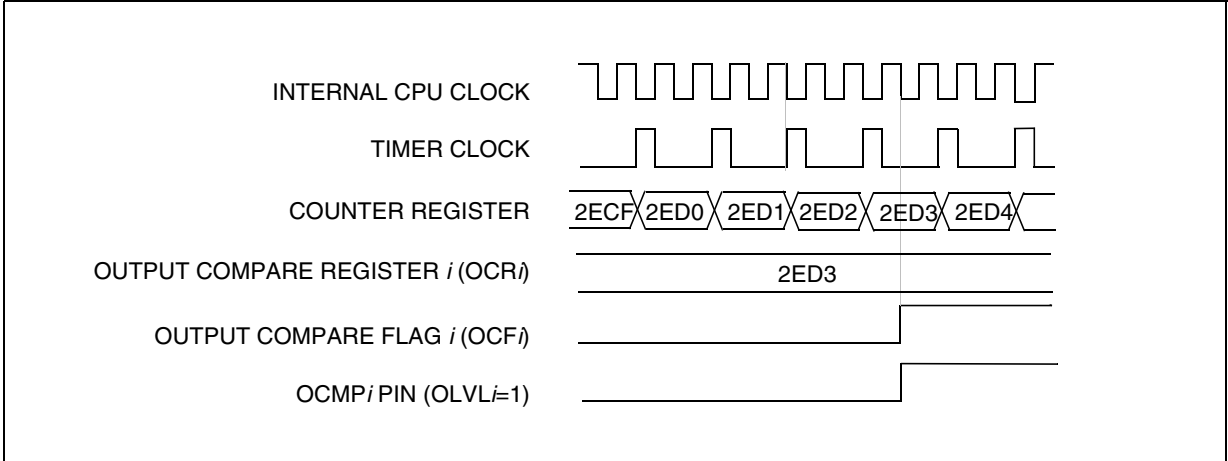 INTERNAL CPU CLOCK
TIMER CLOCK
COUNTER REGISTER 2ECF 2ED0 2ED1 2ED2 2ED3 2ED4
OUTPUT COMPARE REGISTER i (OCRi) 2ED3
OUTPUT COMPARE FLAG i (OCFi)
OCMPi PIN (OLVLi=1)